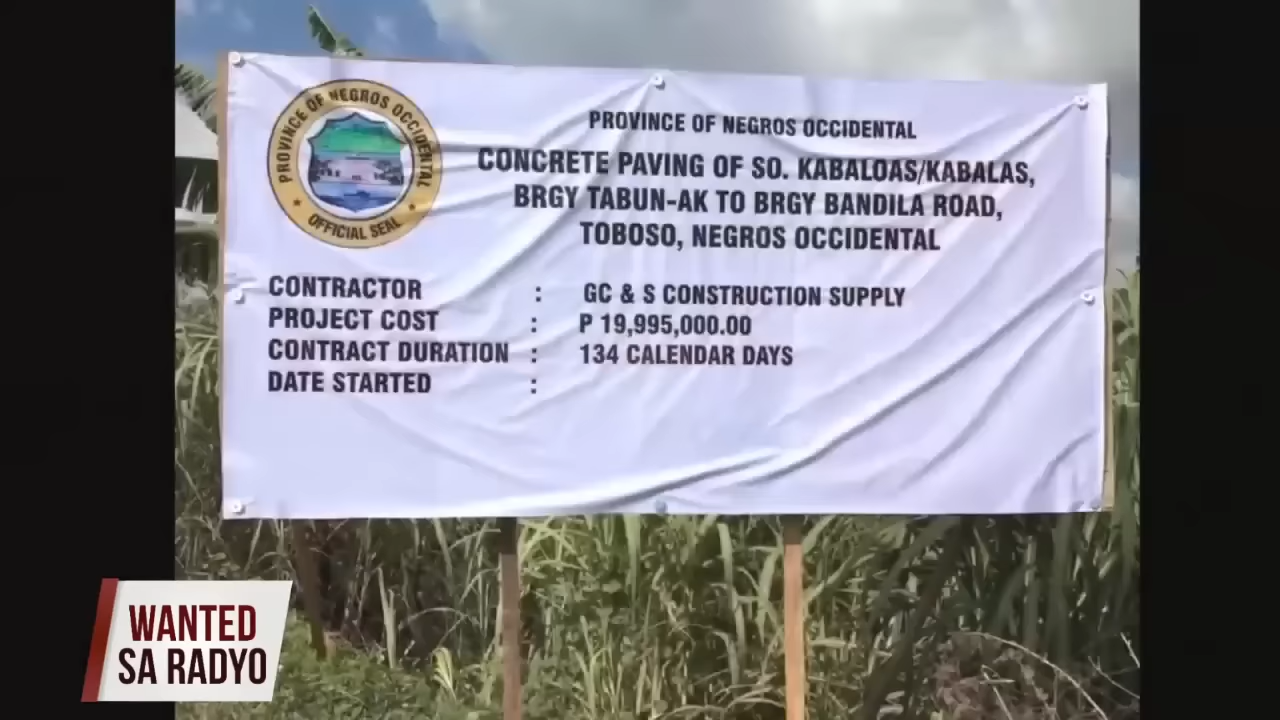 PROVINCE OF NEGROS OCCIDENTAL
OFFICIAL SEAL
PROVINCE OF NEGROS OCCIDENTAL
CONCRETE PAVING OF SO. KABALOAS/KABALAS,
BRGY TABUN-AK TO BRGY BANDILA ROAD,
TOBOSO, NEGROS OCCIDENTAL
CONTRACTOR : GC & S CONSTRUCTION SUPPLY
PROJECT COST : P 19,995,000.00
CONTRACT DURATION : 134 CALENDAR DAYS
DATE STARTED :
WANTED
SA RADYO